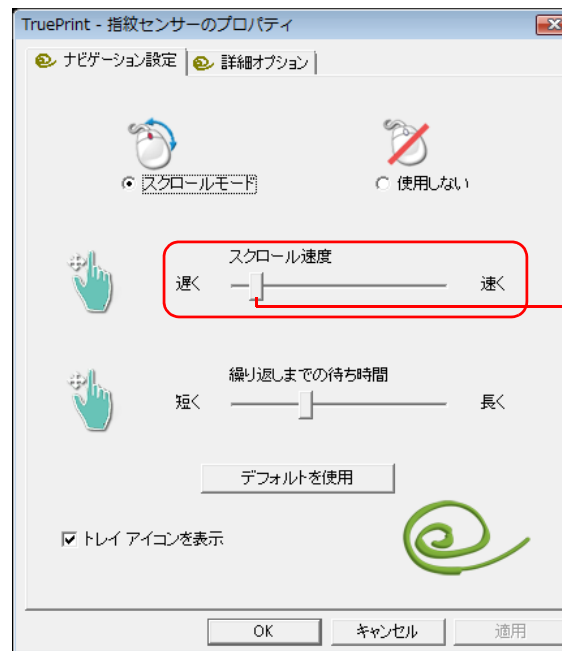 TruePrint - 指紋センサーのプロパティ
ナビゲーション設定 詳細オプション
スクロールモード 使用しない
スクロール速度
遅く 速く
繰り返しまでの待ち時間
短く 長く
デフォルトを使用
トレイ アイコンを表示
OK キャンセル 適用